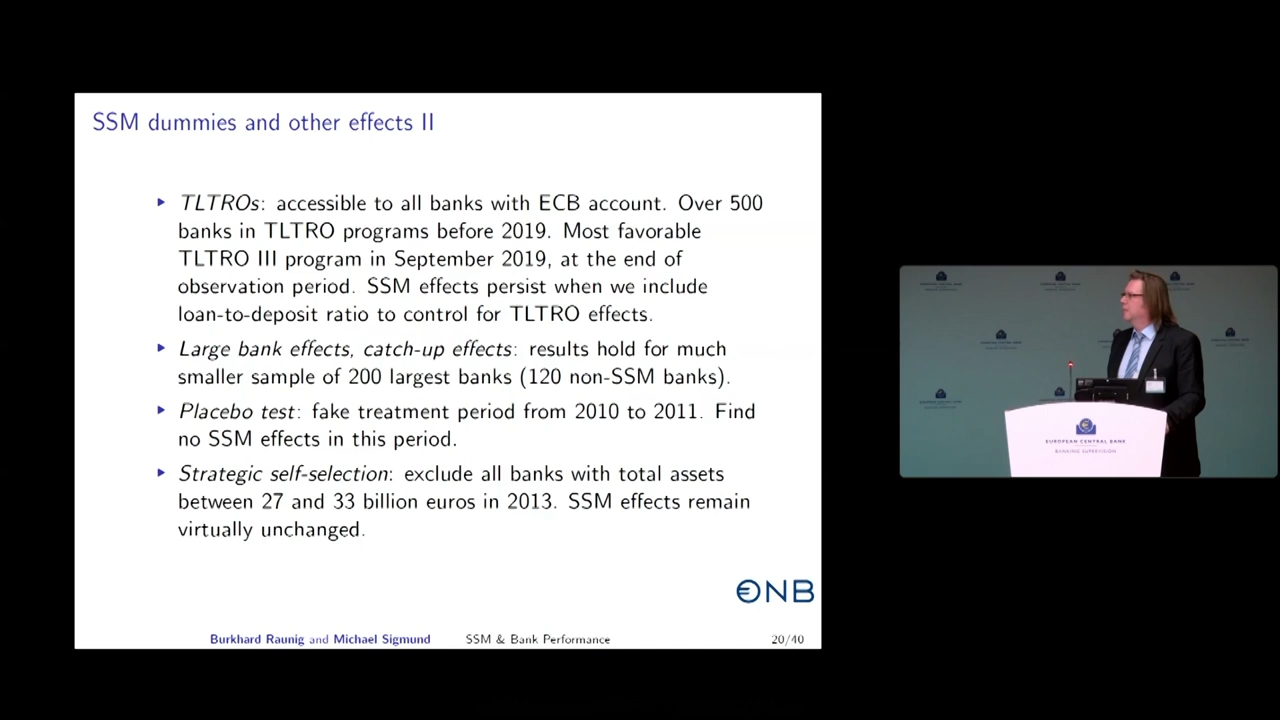 SSM dummies and other effects II
TLTROs: accessible to all banks with ECB account. Over 500
banks in TLTRO programs before 2019. Most favorable
TLTRO III program in September 2019, at the end of
observation period. SSM effects persist when we include
loan-to-deposit ratio to control for TLTRO effects.
Large bank effects, catch-up effects: results hold for much
smaller sample of 200 largest banks (120 non-SSM banks).
Placebo test: fake treatment period from 2010 to 2011. Find
no SSM effects in this period.
Strategic self-selection: exclude all banks with total assets
between 27 and 33 billion euros in 2013. SSM effects remain
virtually unchanged.
ONB
Burkhard Raunig and Michael Sigmund SSM & Bank Performance 20/40
EUROPEAN CENTRAL BANK
BANKING SUPERVISION